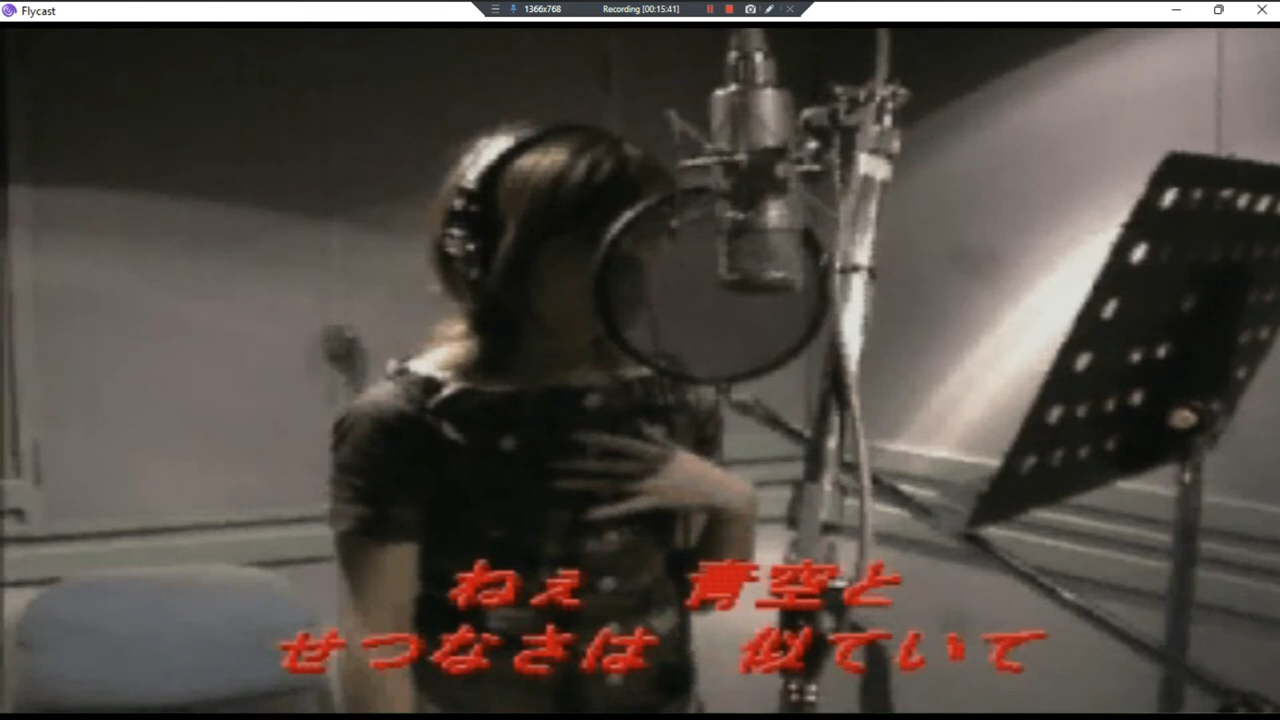 Flycast
1366x768
Recording [00:15:41]
ねぇ 青空と
せつなさは 似ていて